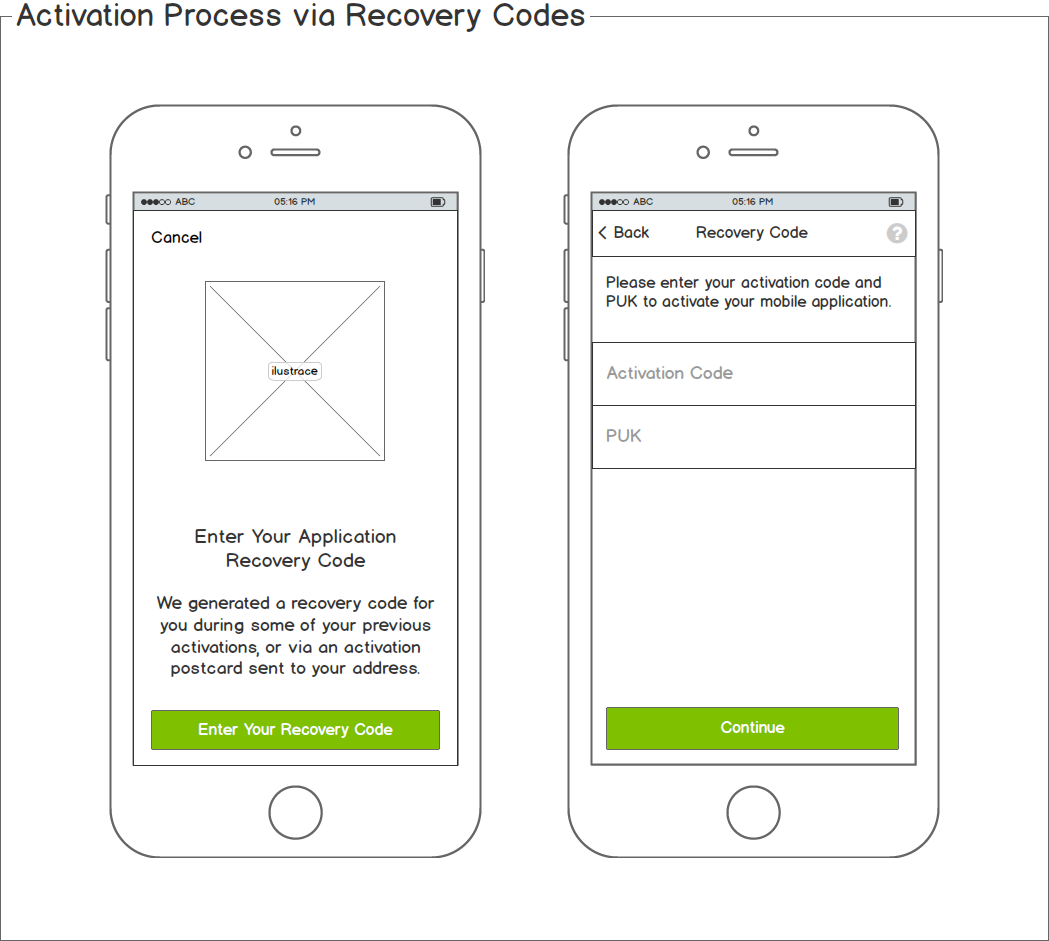 Activation Process via Recovery Codes
ABC 05:16 PM
Cancel
ilustrace
Enter Your Application
Recovery Code
We generated a recovery code for
you during some of your previous
activations, or via an activation
postcard sent to your address.
Enter Your Recovery Code
ABC 05:16 PM
Back Recovery Code ?
Please enter your activation code and
PUK to activate your mobile application.
Activation Code
PUK
Continue